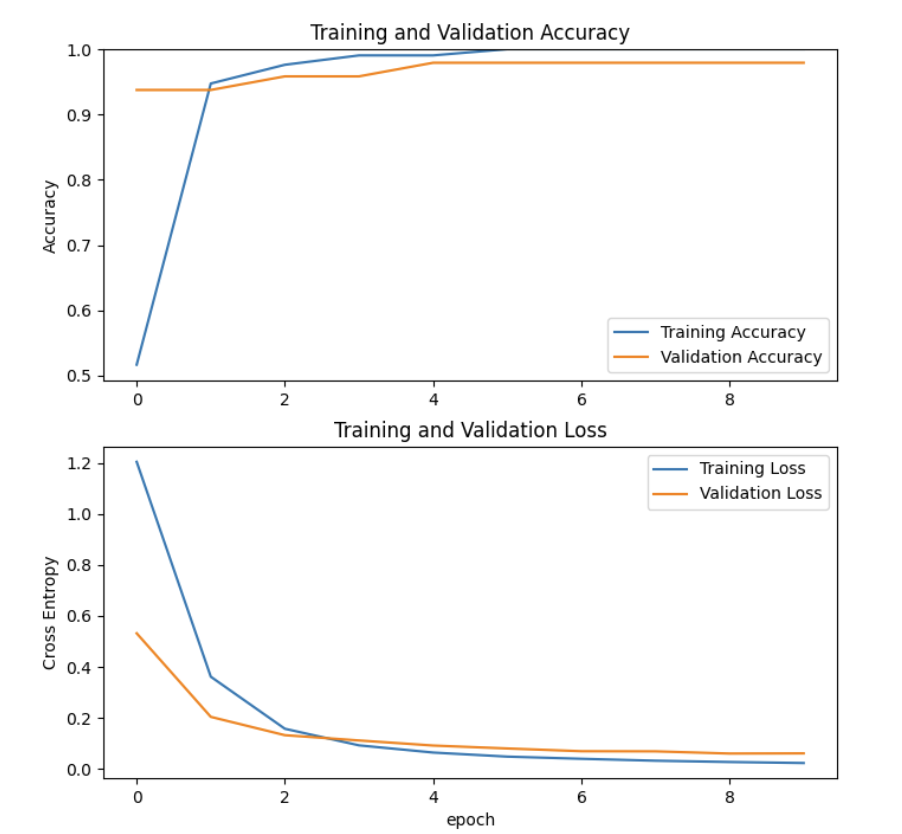 Training and Validation Accuracy
1.0
0.9
0.8
0.7
0.6
0.5
Accuracy
Training Accuracy
Validation Accuracy
0 2 4 6 8
Training and Validation Loss
1.2
1.0
0.8
0.6
0.4
0.2
0.0
Cross Entropy
Training Loss
Validation Loss
0 2 4 6 8
epoch